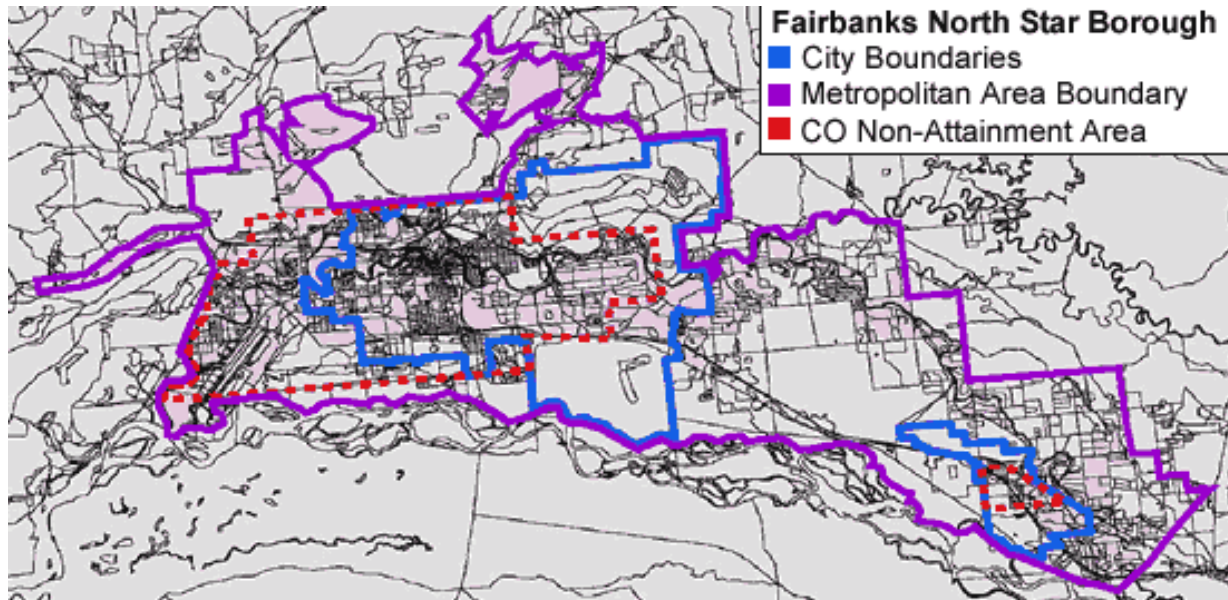 Fairbanks North Star Borough
City Boundaries
Metropolitan Area Boundary
CO Non-Attainment Area